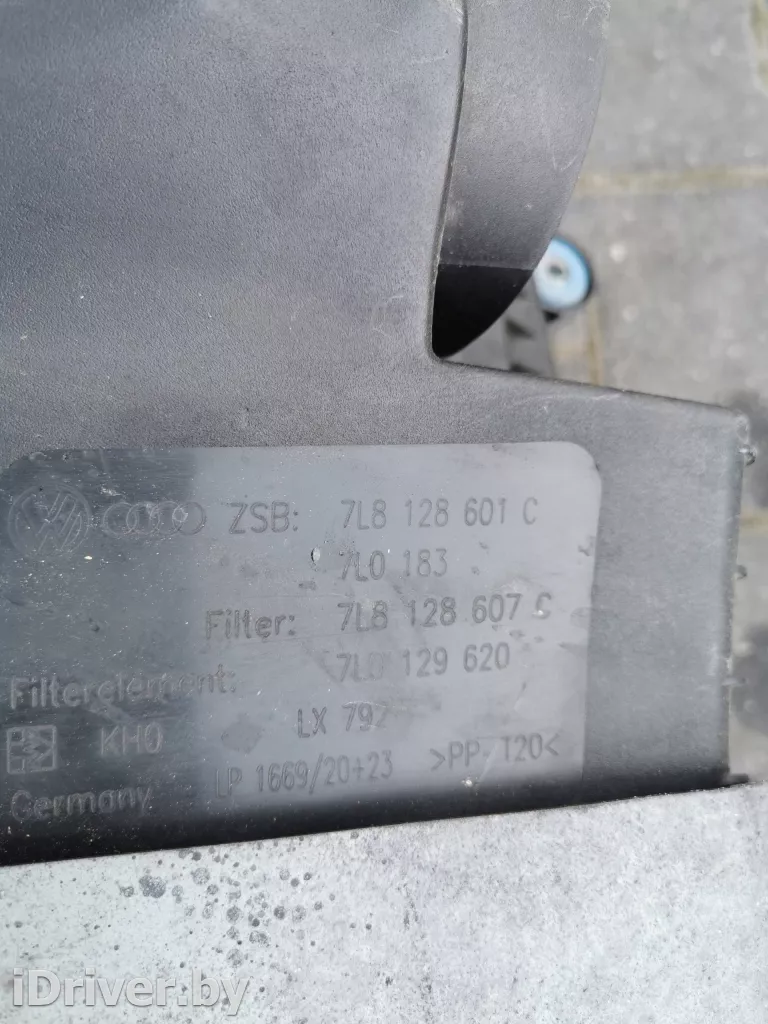 ZSB: 7L8 128 601 C
7L0 183
Filter: 7L8 128 607 C
Filterelement: 7L0 129 620
KHO LX 792
Germany LP 1669/20+23 >PP-T20<
iDriver.by